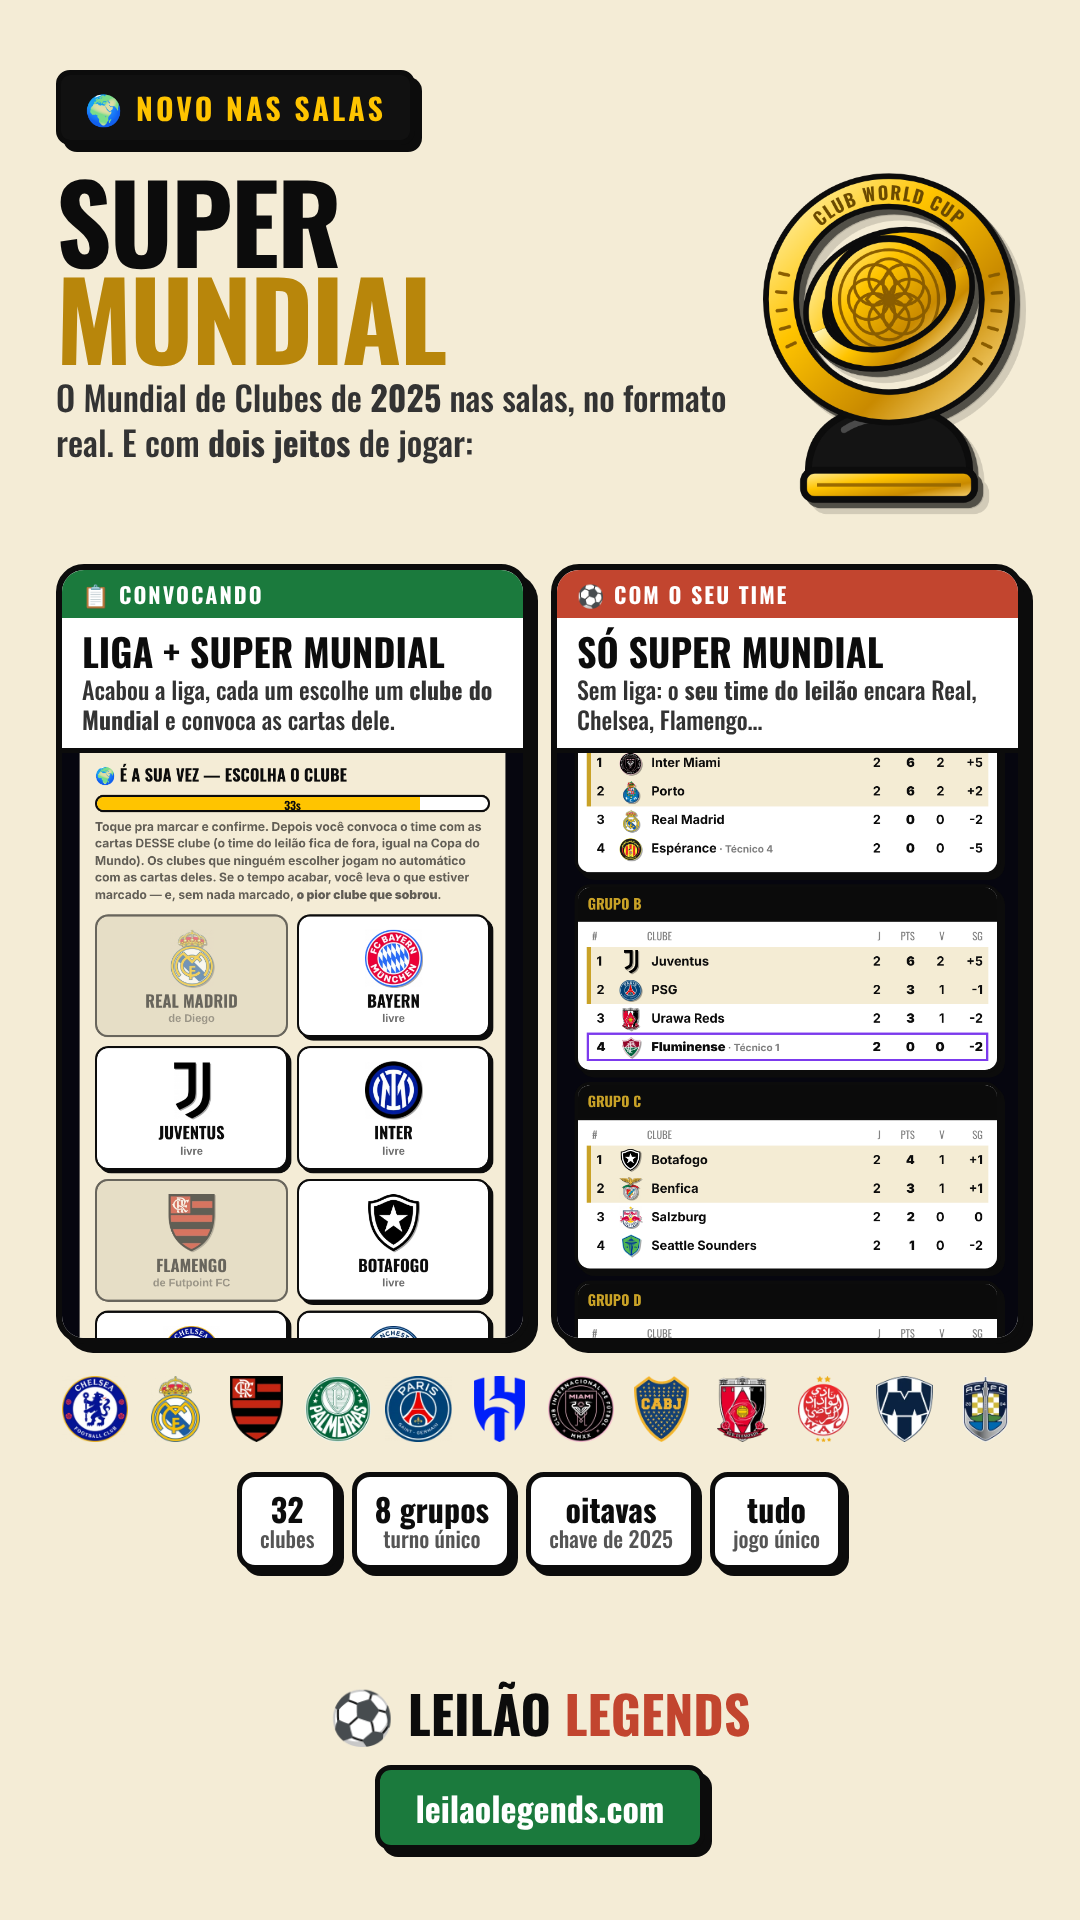 🌍 NOVO NAS SALAS
SUPER
MUNDIAL
O Mundial de Clubes de 2025 nas salas, no formato
real. E com dois jeitos de jogar:
CLUB WORLD CUP
📋 CONVOCANDO
LIGA + SUPER MUNDIAL
Acabou a liga, cada um escolhe um clube do
Mundial e convoca as cartas dele.
🌍 É A SUA VEZ — ESCOLHA O CLUBE
33s
Toque pra marcar e confirme. Depois você convoca o time com as
cartas DESSE clube (o time do leilão fica de fora, igual na Copa do
Mundo). Os clubes que ninguém escolher jogam no automático
com as cartas deles. Se o tempo acabar, você leva o que estiver
marcado — e, sem nada marcado, o pior clube que sobrou.
REAL MADRID
de Diego
FC BAYERN
MÜNCHEN
BAYERN
livre
JUVENTUS
livre
INTER
livre
FLAMENGO
de Futpoint FC
BOTAFOGO
livre
⚽ COM O SEU TIME
SÓ SUPER MUNDIAL
Sem liga: o seu time do leilão encara Real,
Chelsea, Flamengo...
1 Inter Miami 2 6 2 +5
2 Porto 2 6 2 +2
3 Real Madrid 2 0 0 -2
4 Espérance · Técnico 4 2 0 0 -5
GRUPO B
# CLUBE J PTS V SG
1 Juventus 2 6 2 +5
2 PSG 2 3 1 -1
3 Urawa Reds 2 3 1 -2
4 Fluminense · Técnico 1 2 0 0 -2
GRUPO C
# CLUBE J PTS V SG
1 Botafogo 2 4 1 +1
2 Benfica 2 3 1 +1
3 Salzburg 2 2 0 0
4 Seattle Sounders 2 1 0 -2
GRUPO D
# CLUBE J PTS V SG
CHELSEA
FOOTBALL CLUB
PALMEIRAS
PARIS
SAINT-GERMAIN
MIAMI
CABJ
32
clubes
8 grupos
turno único
oitavas
chave de 2025
tudo
jogo único
⚽ LEILÃO LEGENDS
leilaolegends.com